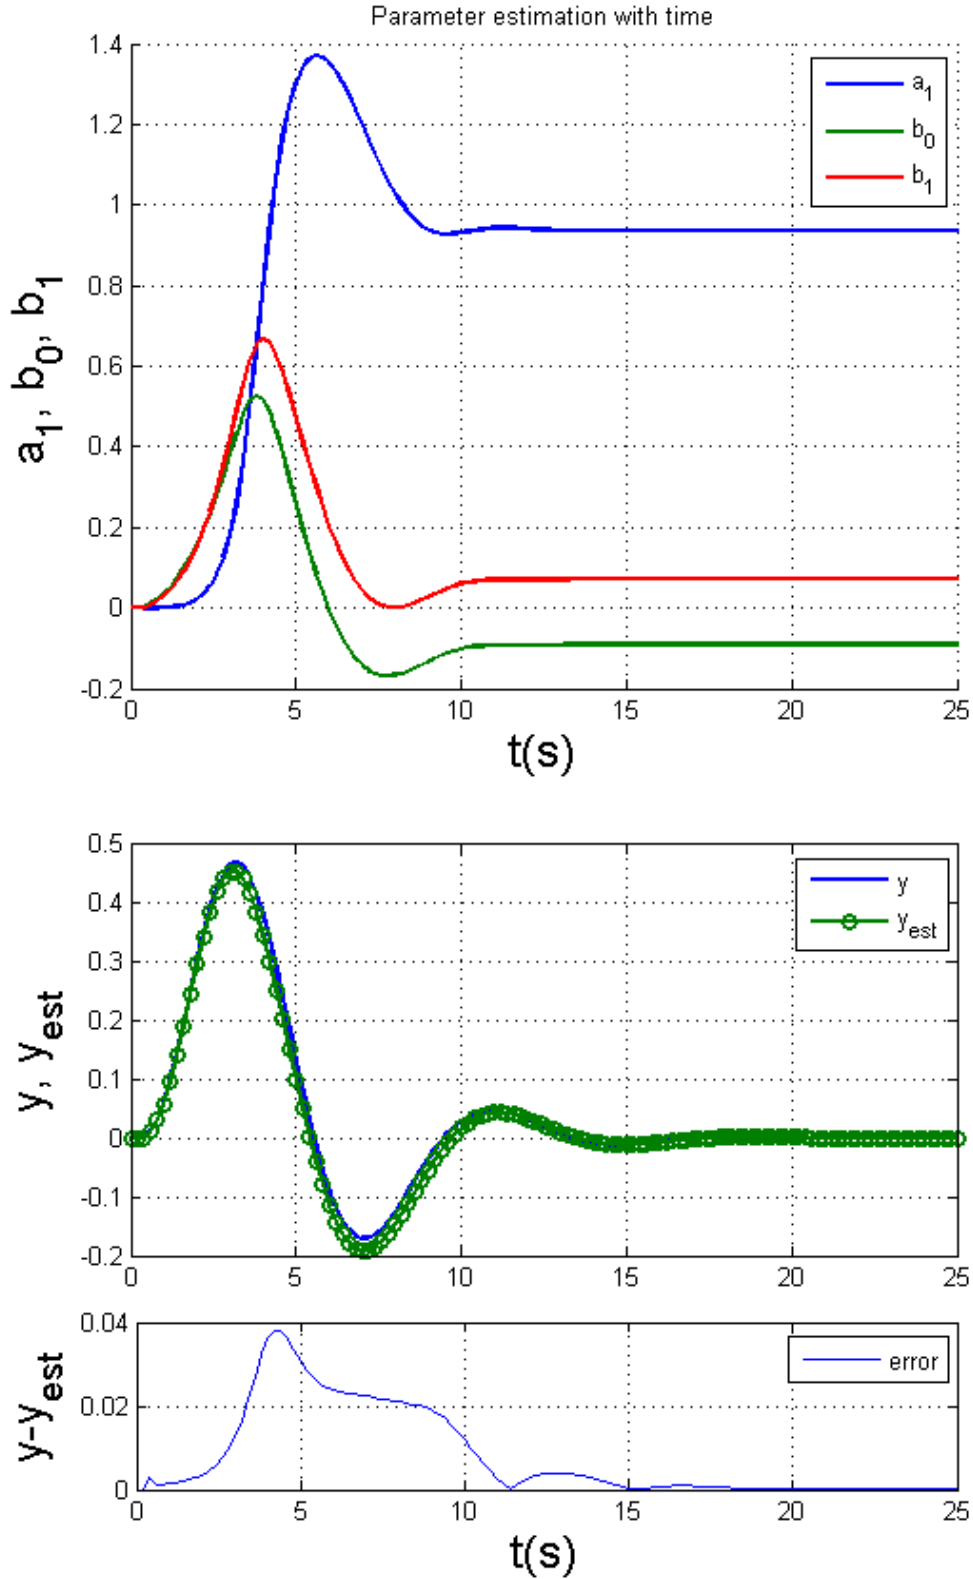 Parameter estimation with time
1.4
1.2
1
0.8
0.6
0.4
0.2
0
-0.2
a1, b0, b1
a1
b0
b1
0 5 10 15 20 25
t(s)
0.5
0.4
0.3
0.2
0.1
0
-0.1
-0.2
y, yest
y
yest
0 5 10 15 20 25
0.04
0.02
0
y-yest
error
0 5 10 15 20 25
t(s)